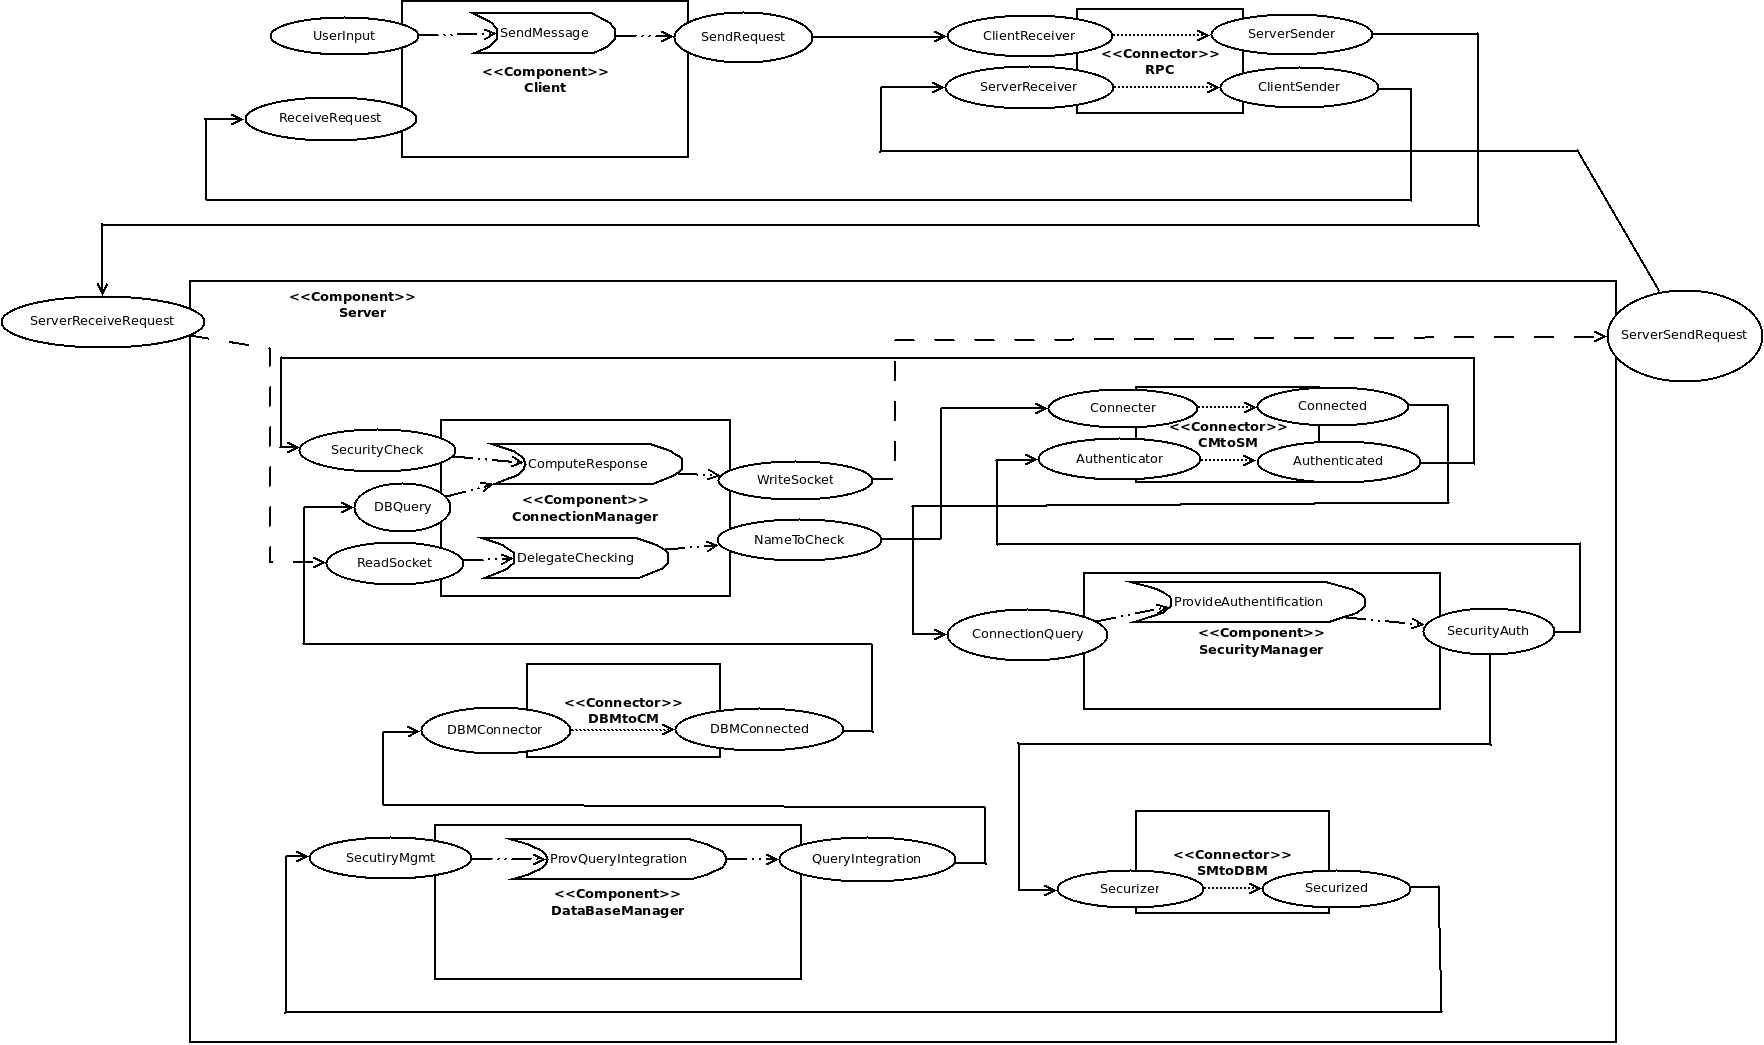 UserInput
SendMessage
SendRequest
<<Component>>
Client
ReceiveRequest
ClientReceiver
ServerSender
<<Connector>>
RPC
ServerReceiver
ClientSender
<<Component>>
Server
ServerReceiveRequest
ServerSendRequest
SecurityCheck
ComputeResponse
WriteSocket
DBQuery
<<Component>>
ConnectionManager
NameToCheck
ReadSocket
DelegateChecking
Connecter
Connected
<<Connector>>
CMtoSM
Authenticator
Authenticated
ProvideAuthentification
ConnectionQuery
SecurityAuth
<<Component>>
SecurityManager
<<Connector>>
DBMtoCM
DBMConnector
DBMConnected
SecutiryMgmt
ProvQueryIntegration
QueryIntegration
<<Component>>
DataBaseManager
<<Connector>>
SMtoDBM
Securizer
Securized